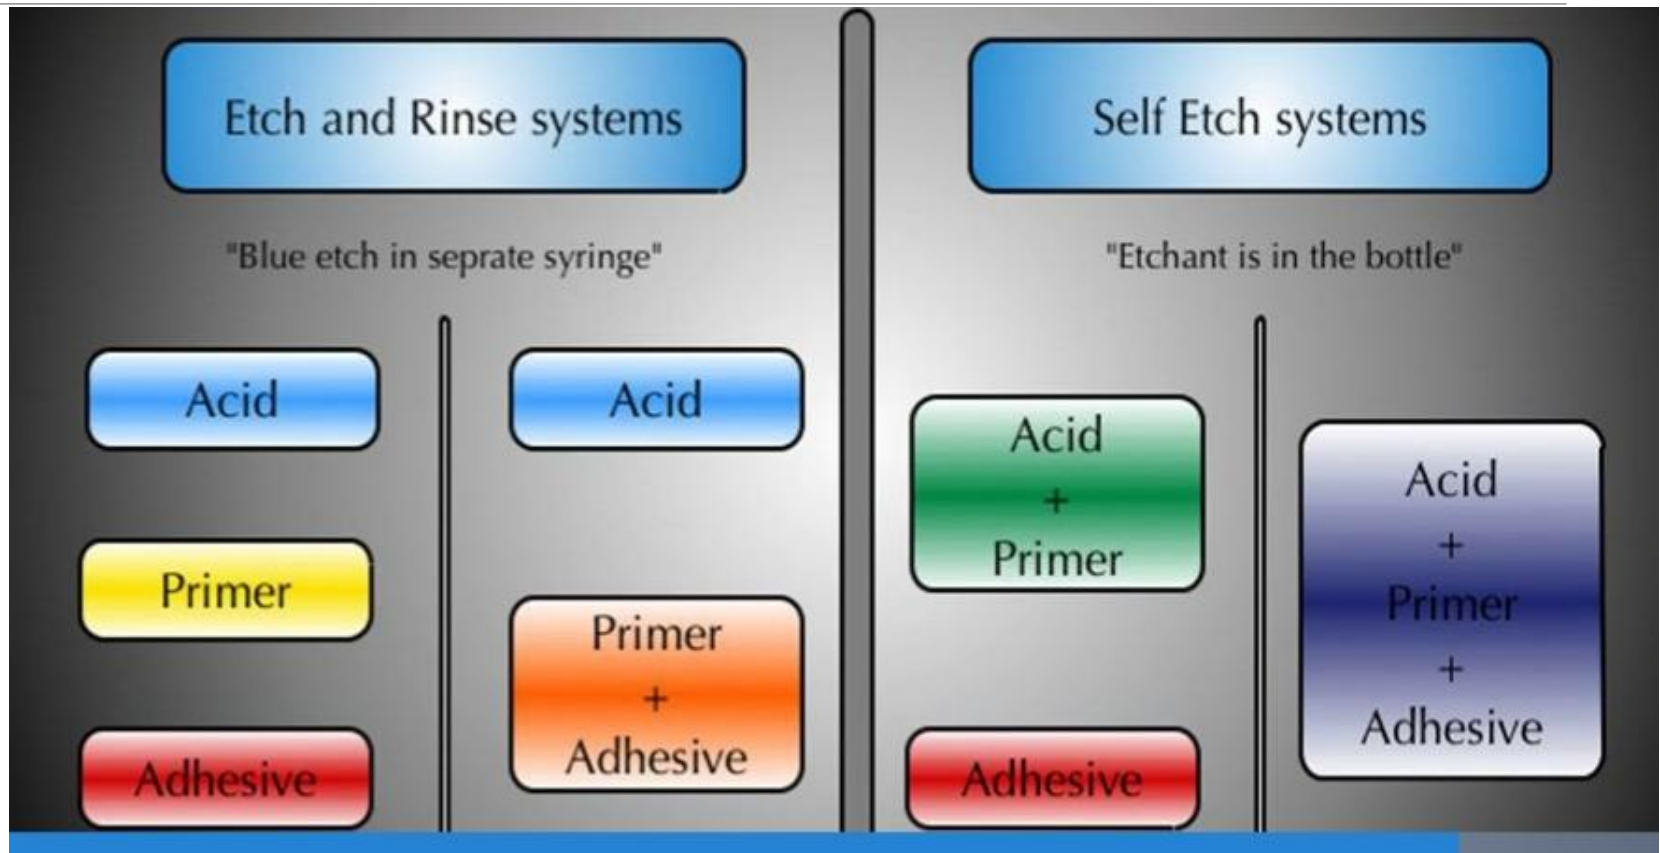 Etch and Rinse systems
"Blue etch in seprate syringe"
Acid
Primer
Adhesive
Acid
Primer
+
Adhesive
Self Etch systems
"Etchant is in the bottle"
Acid
+
Primer
Adhesive
Acid
+
Primer
+
Adhesive